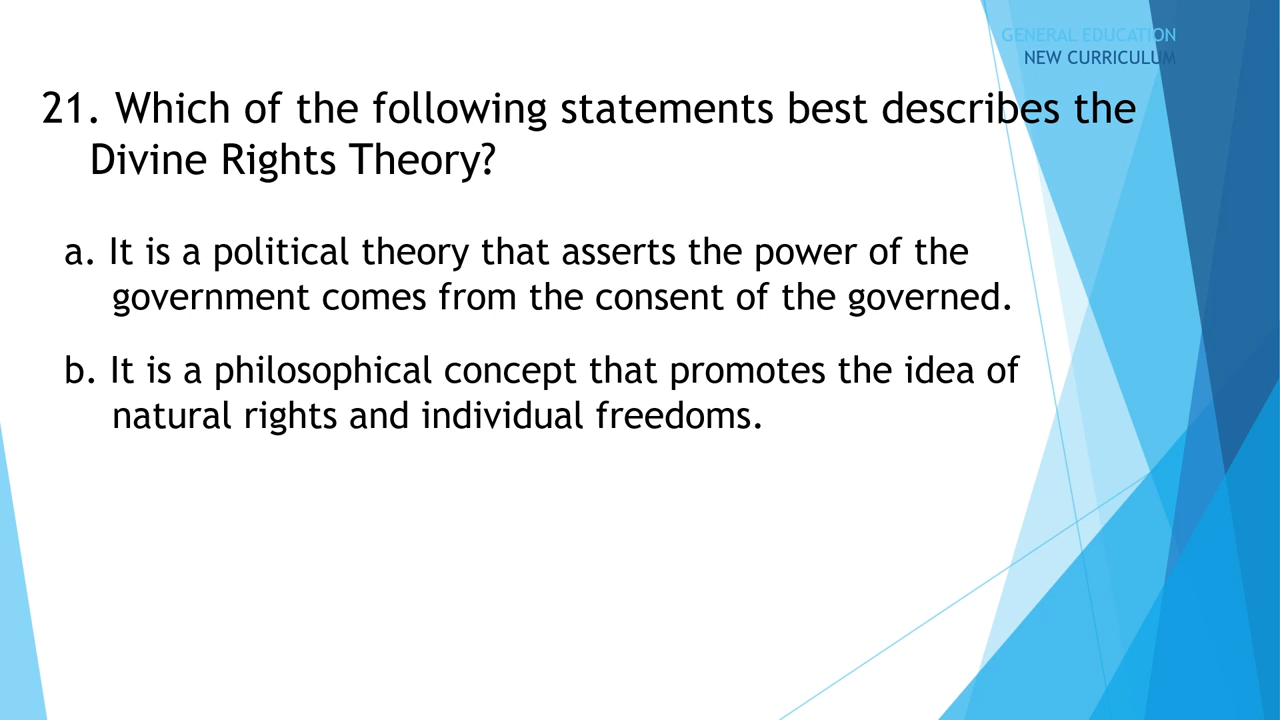 GENERAL EDUCATION
NEW CURRICULUM
21. Which of the following statements best describes the
Divine Rights Theory?
a. It is a political theory that asserts the power of the
government comes from the consent of the governed.
b. It is a philosophical concept that promotes the idea of
natural rights and individual freedoms.